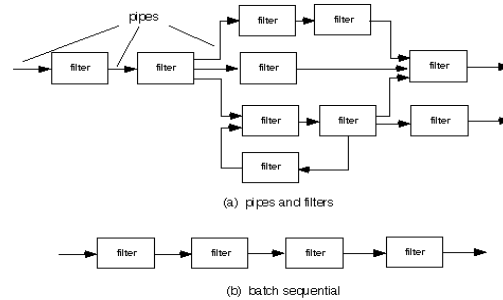 pipes
filter filter
filter filter filter
filter filter
filter filter filter
filter
(a) pipes and filters
filter filter filter filter
(b) batch sequential